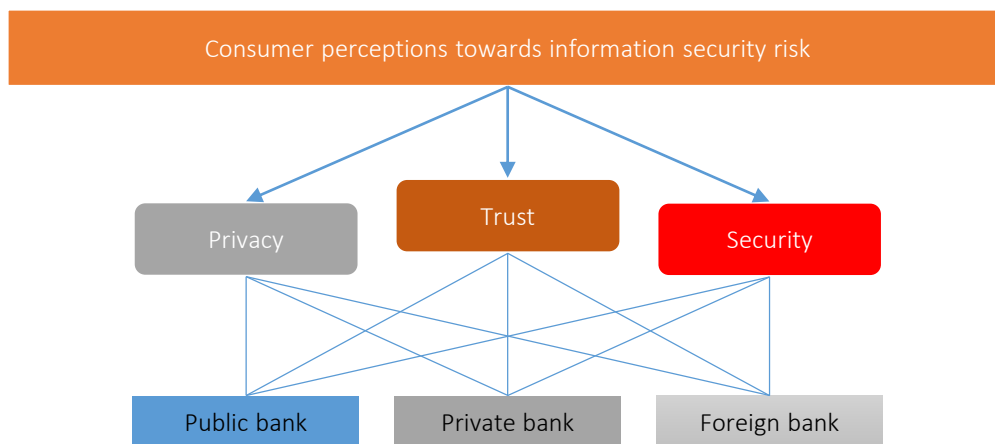 Consumer perceptions towards information security risk
Privacy
Trust
Security
Public bank
Private bank
Foreign bank